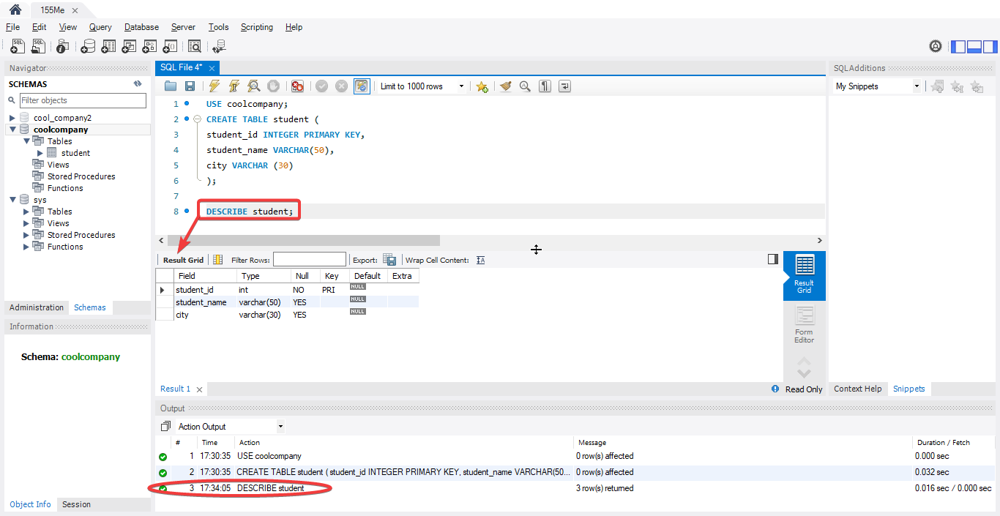 155Me
File Edit View Query Database Server Tools Scripting Help
Navigator
SCHEMAS
Filter objects
cool_company2
coolcompany
Tables
student
Views
Stored Procedures
Functions
sys
Tables
Views
Stored Procedures
Functions
Administration Schemas
Information
Schema: coolcompany
Object Info Session
SQL File 4*
Limit to 1000 rows
1 USE coolcompany;
2 CREATE TABLE student (
3 student_id INTEGER PRIMARY KEY,
4 student_name VARCHAR(50),
5 city VARCHAR (30)
6 );
7
8 DESCRIBE student;
Result Grid Filter Rows: Export: Wrap Cell Content:
Field Type Null Key Default Extra
student_id int NO PRI NULL
student_name varchar(50) YES NULL
city varchar(30) YES NULL
Result
Grid
Form
Editor
Result 1 Read Only
SQLAdditions
My Snippets
Context Help Snippets
Output
Action Output
# Time Action Message Duration / Fetch
1 17:30:35 USE coolcompany 0 row(s) affected 0.000 sec
2 17:30:35 CREATE TABLE student ( student_id INTEGER PRIMARY KEY, student_name VARCHAR(50... 0 row(s) affected 0.032 sec
3 17:34:05 DESCRIBE student 3 row(s) returned 0.016 sec / 0.000 sec